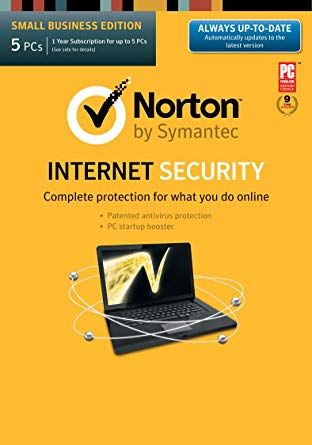 SMALL BUSINESS EDITION
5 PCs
1 Year Subscription for up to 5 PCs
(See side for details)
ALWAYS UP-TO-DATE
Automatically updates to the
latest version
PC
9
Norton
by Symantec
INTERNET SECURITY
Complete protection for what you do online
• Patented antivirus protection
• PC startup booster